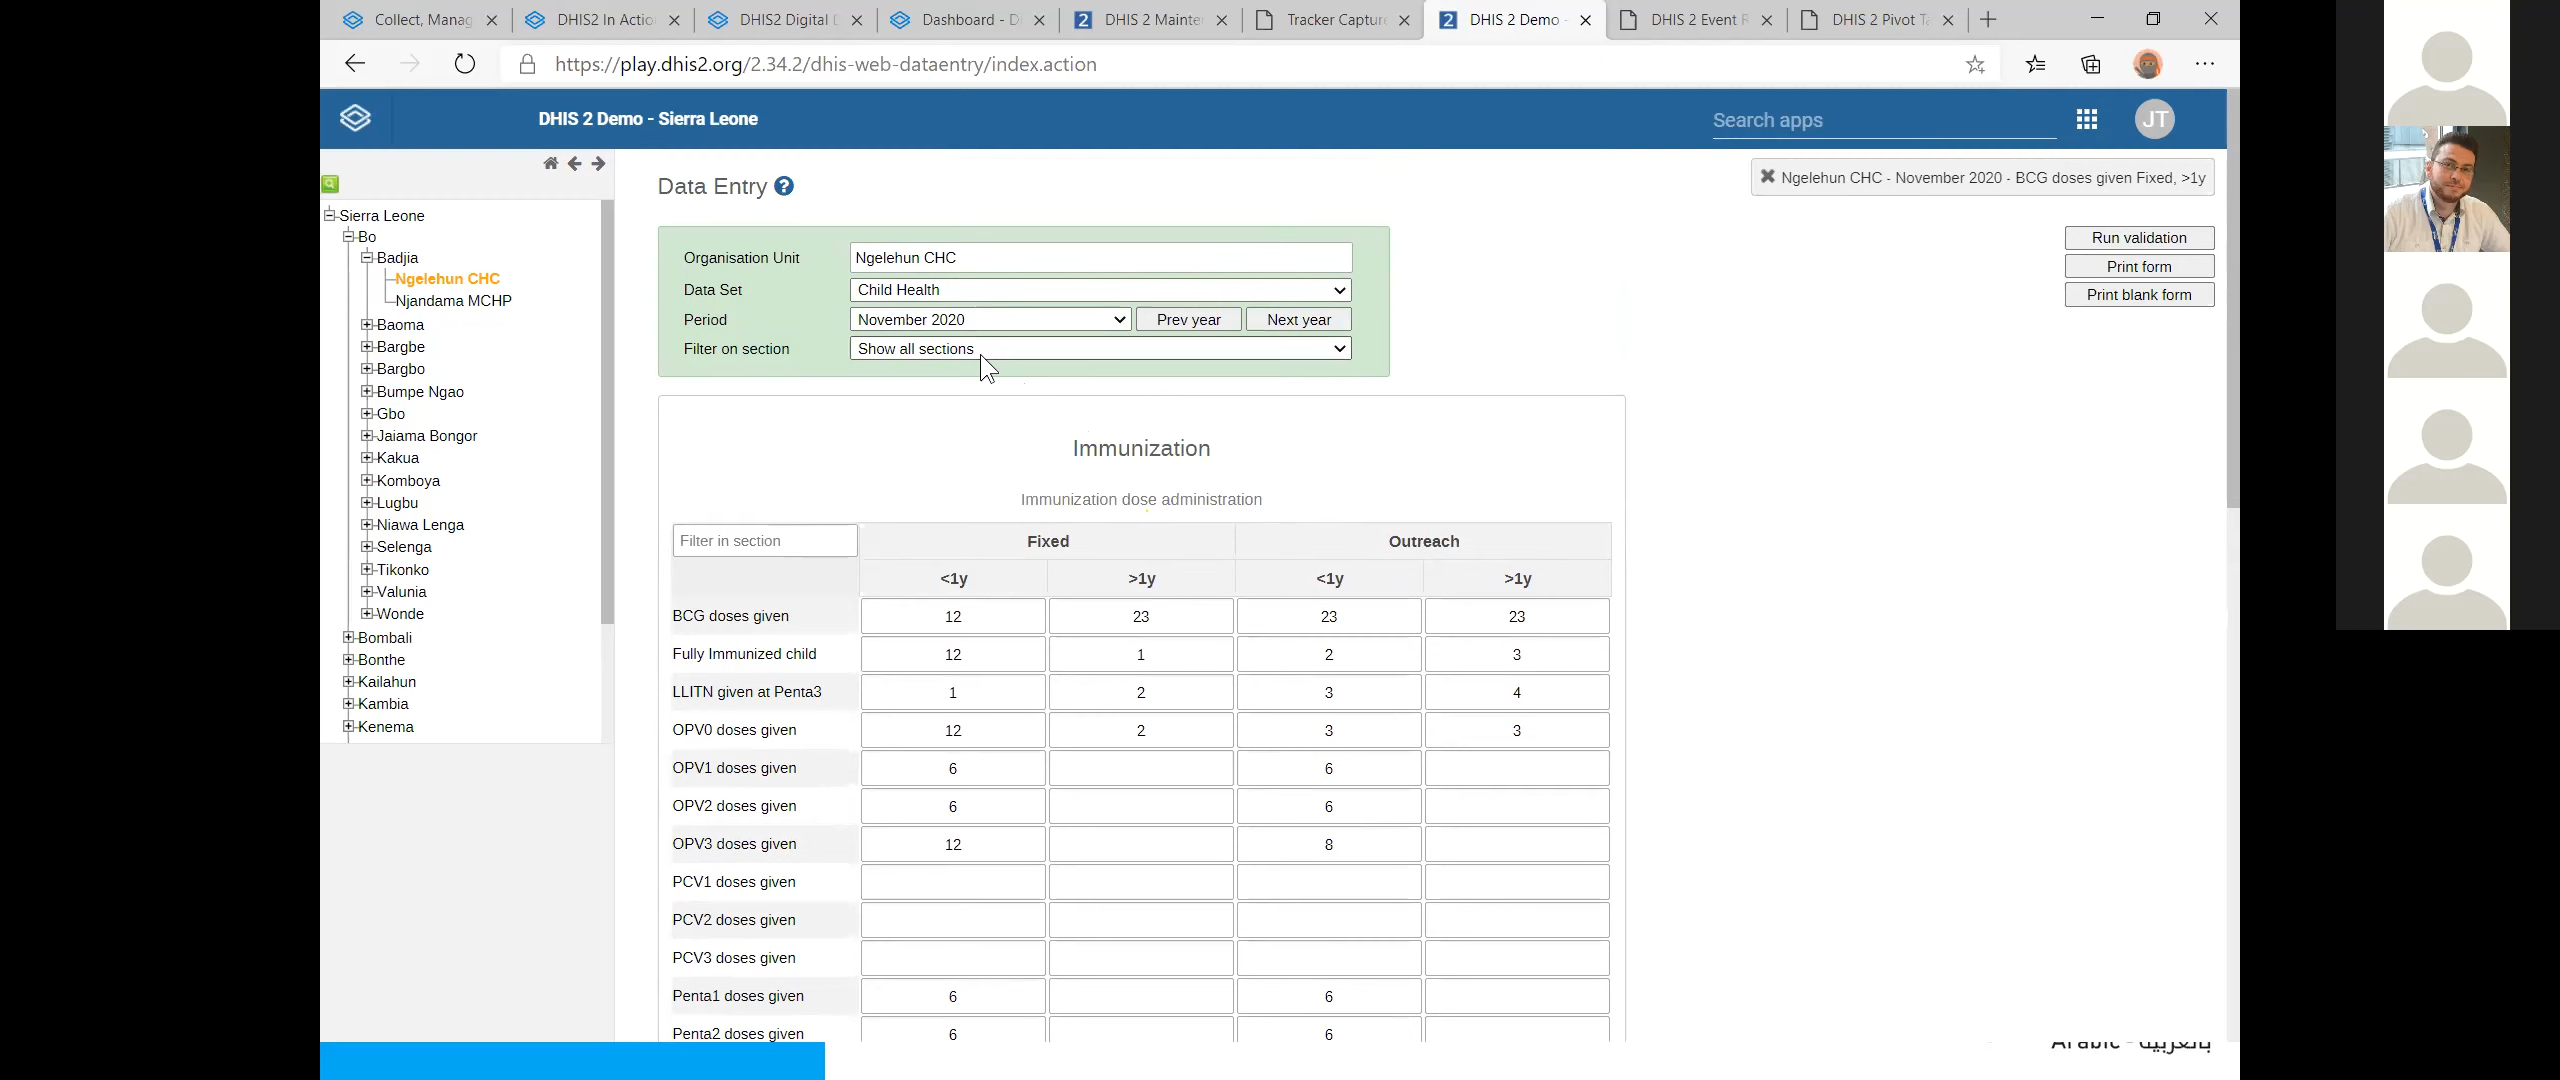 Collect, Manag
DHIS2 In Actio
DHIS2 Digital
Dashboard - D
2 DHIS 2 Mainte
Tracker Capture
2 DHIS 2 Demo -
DHIS 2 Event R
DHIS 2 Pivot Ta
https://play.dhis2.org/2.34.2/dhis-web-dataentry/index.action
DHIS 2 Demo - Sierra Leone
Search apps
JT
Sierra Leone
Bo
Badjia
Ngelehun CHC
Njandama MCHP
Baoma
Bargbe
Bargbo
Bumpe Ngao
Gbo
Jaiama Bongor
Kakua
Komboya
Lugbu
Niawa Lenga
Selenga
Tikonko
Valunia
Wonde
Bombali
Bonthe
Kailahun
Kambia
Kenema
Data Entry ?
Ngelehun CHC - November 2020 - BCG doses given Fixed, >1y
Organisation Unit Ngelehun CHC
Data Set Child Health
Period November 2020 Prev year Next year
Filter on section Show all sections
Run validation
Print form
Print blank form
Immunization
Immunization dose administration
Filter in section Fixed Outreach
<1y >1y <1y >1y
BCG doses given 12 23 23 23
Fully Immunized child 12 1 2 3
LLITN given at Penta3 1 2 3 4
OPV0 doses given 12 2 3 3
OPV1 doses given 6 6
OPV2 doses given 6 6
OPV3 doses given 12 8
PCV1 doses given
PCV2 doses given
PCV3 doses given
Penta1 doses given 6 6
Penta2 doses given 6 6
Arabic - بالعربية